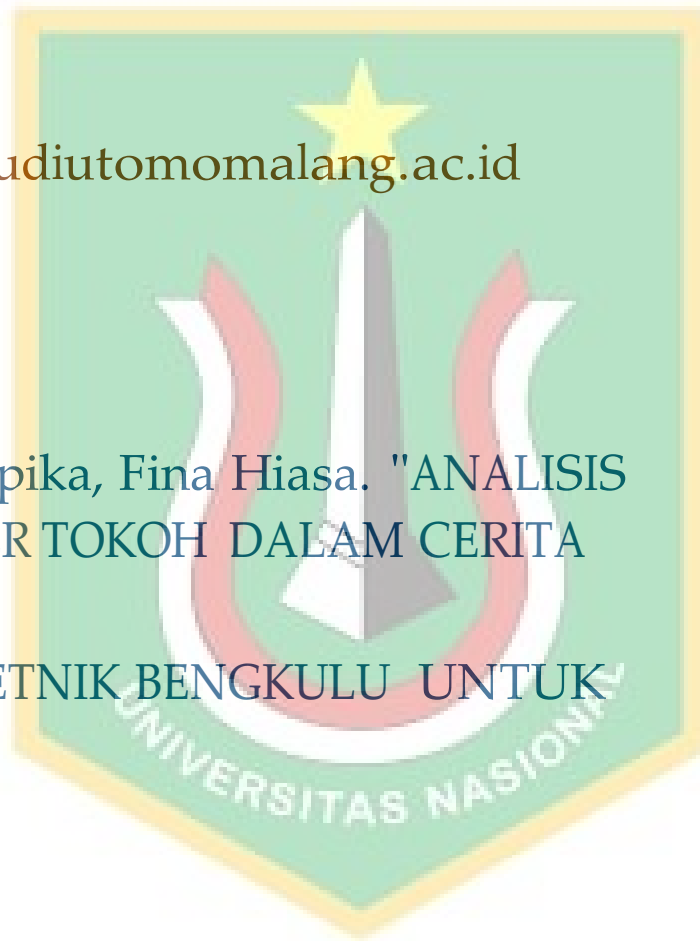 udiutomomalang.ac.id
pika, Fina Hiasa. "ANALISIS
R TOKOH DALAM CERITA
ETNIK BENGKULU UNTUK
UNIVERSITAS NASIONAL